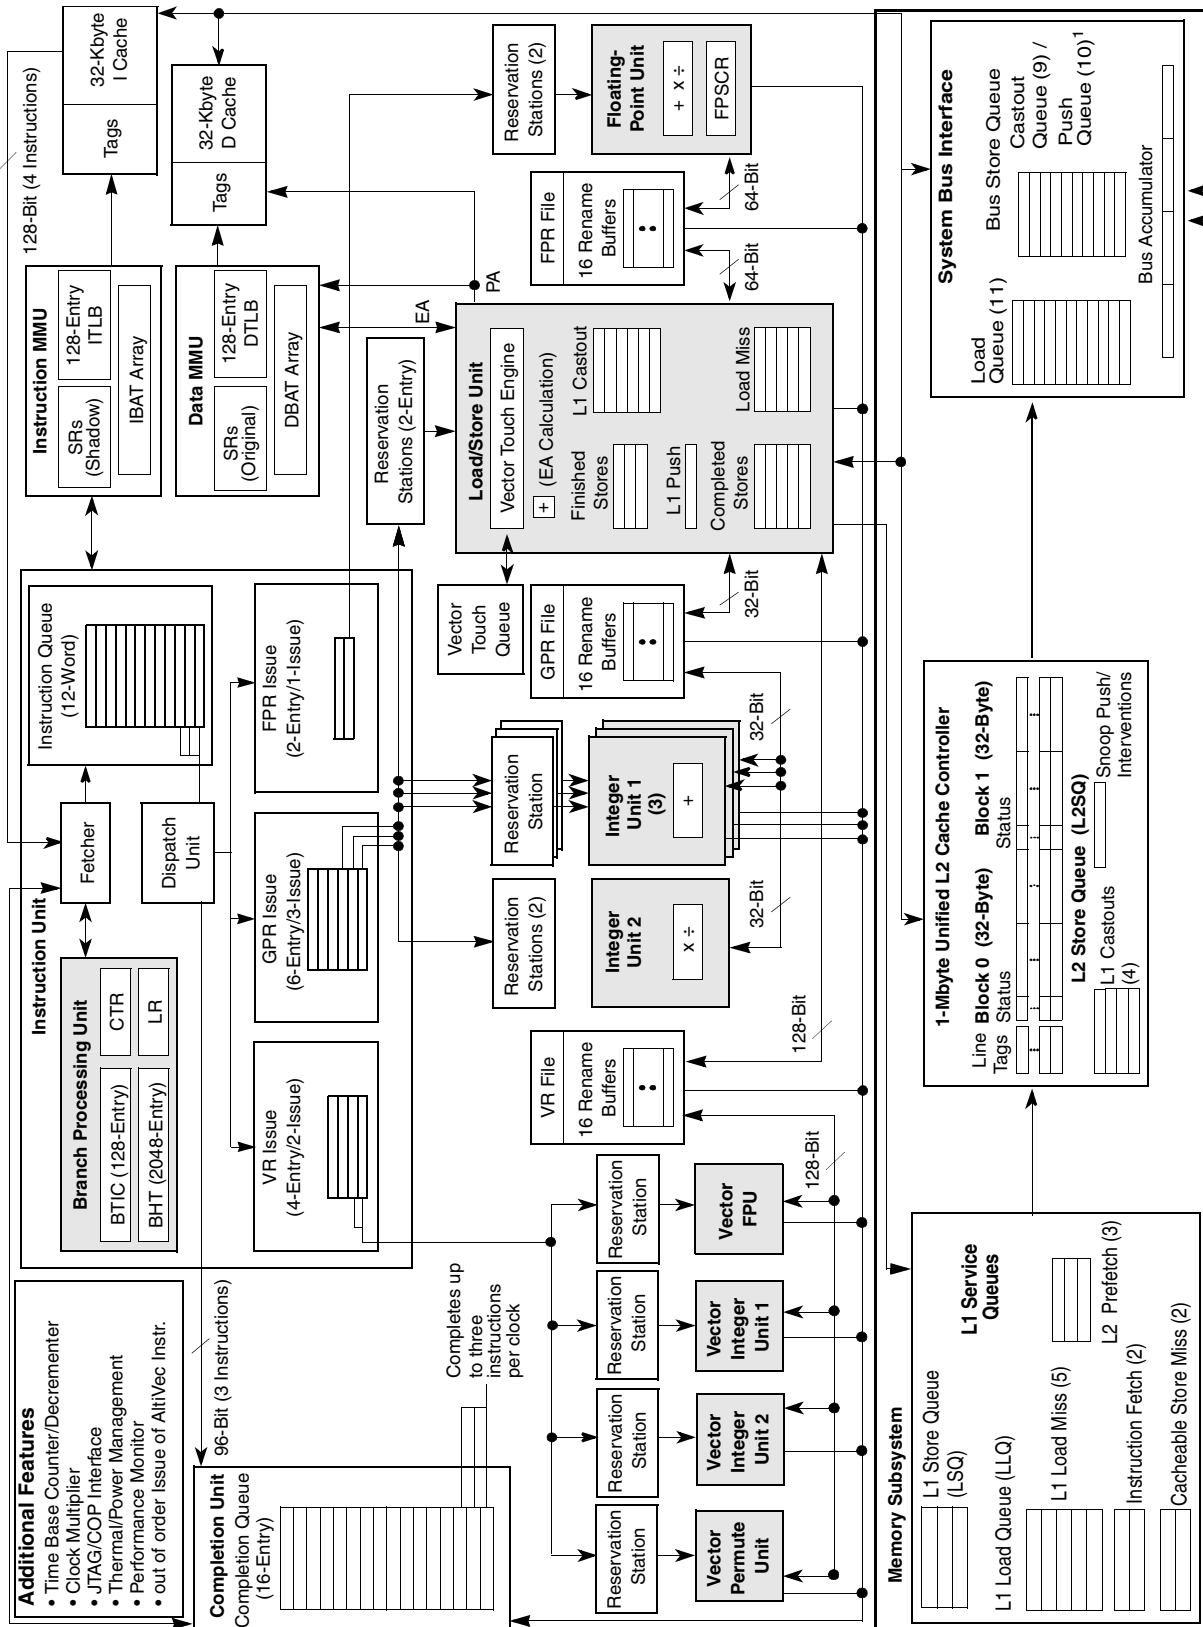 Additional Features
• Time Base Counter/Decrementer
• Clock Multiplier
• JTAG/COP Interface
• Thermal/Power Management
• Performance Monitor
• out of order Issue of AltiVec Instr.
96-Bit (3 Instructions)
Instruction Unit
Branch Processing Unit
BTIC (128-Entry)
CTR
BHT (2048-Entry)
LR
Fetcher
Dispatch
Unit
Instruction Queue
(12-Word)
VR Issue
(4-Entry/2-Issue)
GPR Issue
(6-Entry/3-Issue)
FPR Issue
(2-Entry/1-Issue)
128-Bit (4 Instructions)
Instruction MMU
SRs
(Shadow)
128-Entry
ITLB
IBAT Array
Tags
32-Kbyte
I Cache
Data MMU
SRs
(Original)
128-Entry
DTLB
DBAT Array
Tags
32-Kbyte
D Cache
EA
PA
Completion Unit
Completion Queue
(16-Entry)
Completes up
to three
instructions
per clock
Reservation
Stations (2-Entry)
Vector
Touch
Queue
Load/Store Unit
Vector Touch Engine
+
(EA Calculation)
Finished
Stores
L1 Castout
L1 Push
Completed
Stores
Load Miss
Reservation
Station
Reservation
Station
Reservation
Station
Reservation
Station
Vector
Permute
Unit
Vector
Integer
Unit 2
Vector
Integer
Unit 1
Vector
FPU
128-Bit
VR File
16 Rename
Buffers
128-Bit
Reservation
Stations (2)
Integer
Unit 2
x ÷
32-Bit
Reservation
Station
Integer
Unit 1
(3)
+
32-Bit
GPR File
16 Rename
Buffers
32-Bit
FPR File
16 Rename
Buffers
64-Bit
64-Bit
Reservation
Stations (2)
Floating-
Point Unit
+ x ÷
FPSCR
Memory Subsystem
L1 Service
Queues
L1 Store Queue
(LSQ)
L1 Load Queue (LLQ)
L1 Load Miss (5)
L2 Prefetch (3)
Instruction Fetch (2)
Cacheable Store Miss (2)
1-Mbyte Unified L2 Cache Controller
Line
Tags
Block 0 (32-Byte)
Status
Block 1 (32-Byte)
Status
L2 Store Queue (L2SQ)
L1 Castouts
(4)
Snoop Push/
Interventions
System Bus Interface
Load
Queue (11)
Bus Store Queue
Castout
Queue (9) /
Push
Queue (10)1
Bus Accumulator